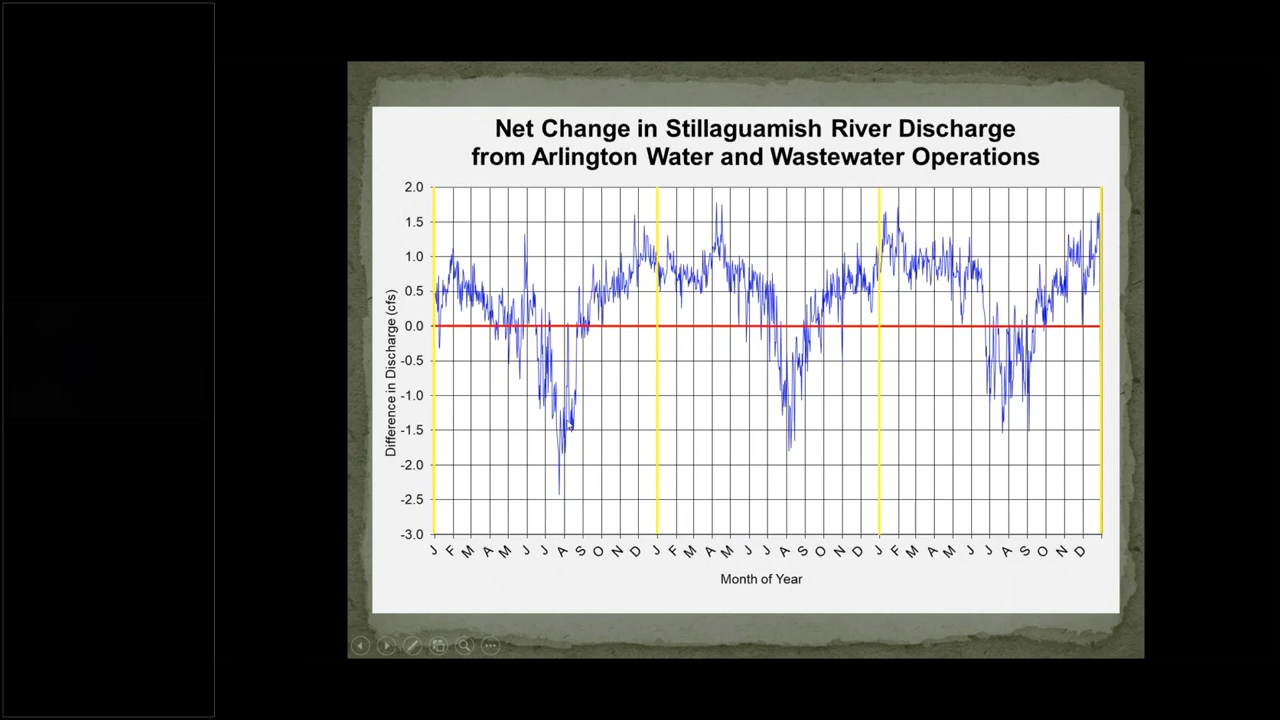 Net Change in Stillaguamish River Discharge
from Arlington Water and Wastewater Operations
2.0
1.5
1.0
0.5
0.0
-0.5
-1.0
-1.5
-2.0
-2.5
-3.0
Difference in Discharge (cfs)
J F M A M J J A S O N D J F M A M J J A S O N D J F M A M J J A S O N D
Month of Year